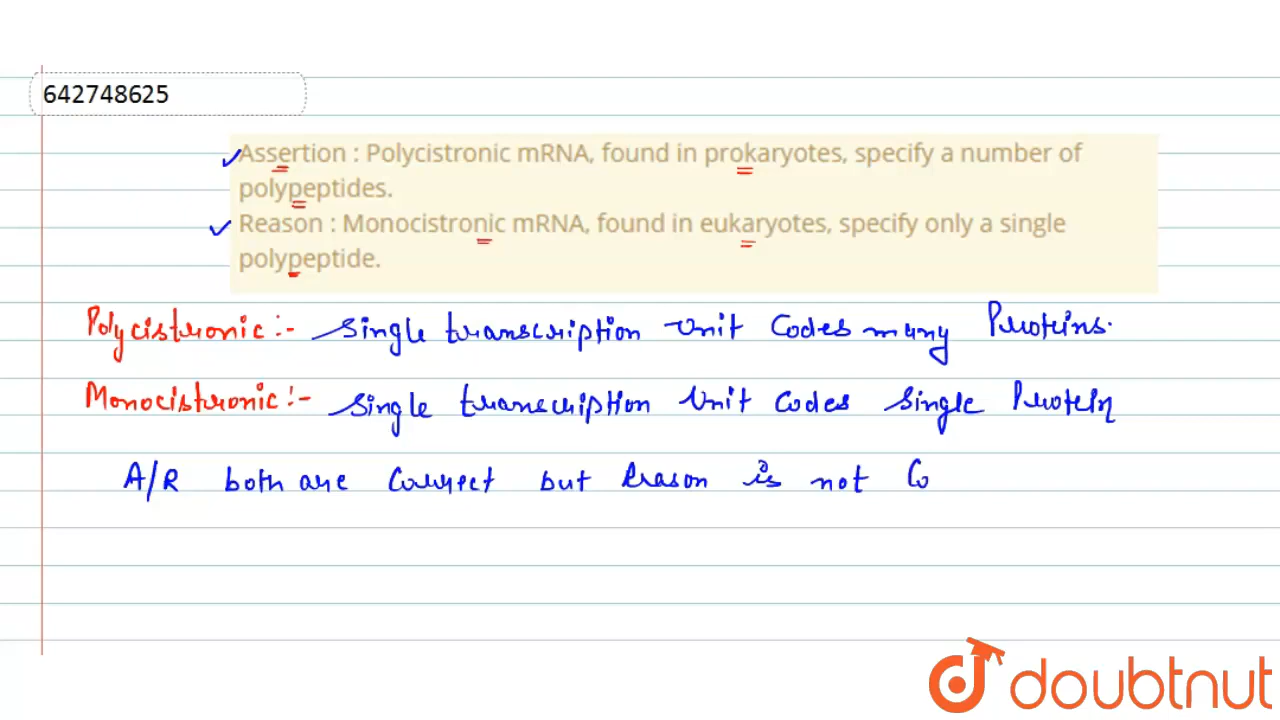 642748625
Assertion : Polycistronic mRNA, found in prokaryotes, specify a number of
polypeptides.
Reason : Monocistronic mRNA, found in eukaryotes, specify only a single
polypeptide.
Polycistronic :- Single transcription Unit Codes many Proteins.
Monocistronic :- Single transcription Unit Codes Single Protein
A/R both are Correct but Reason is not Co
doubtnut